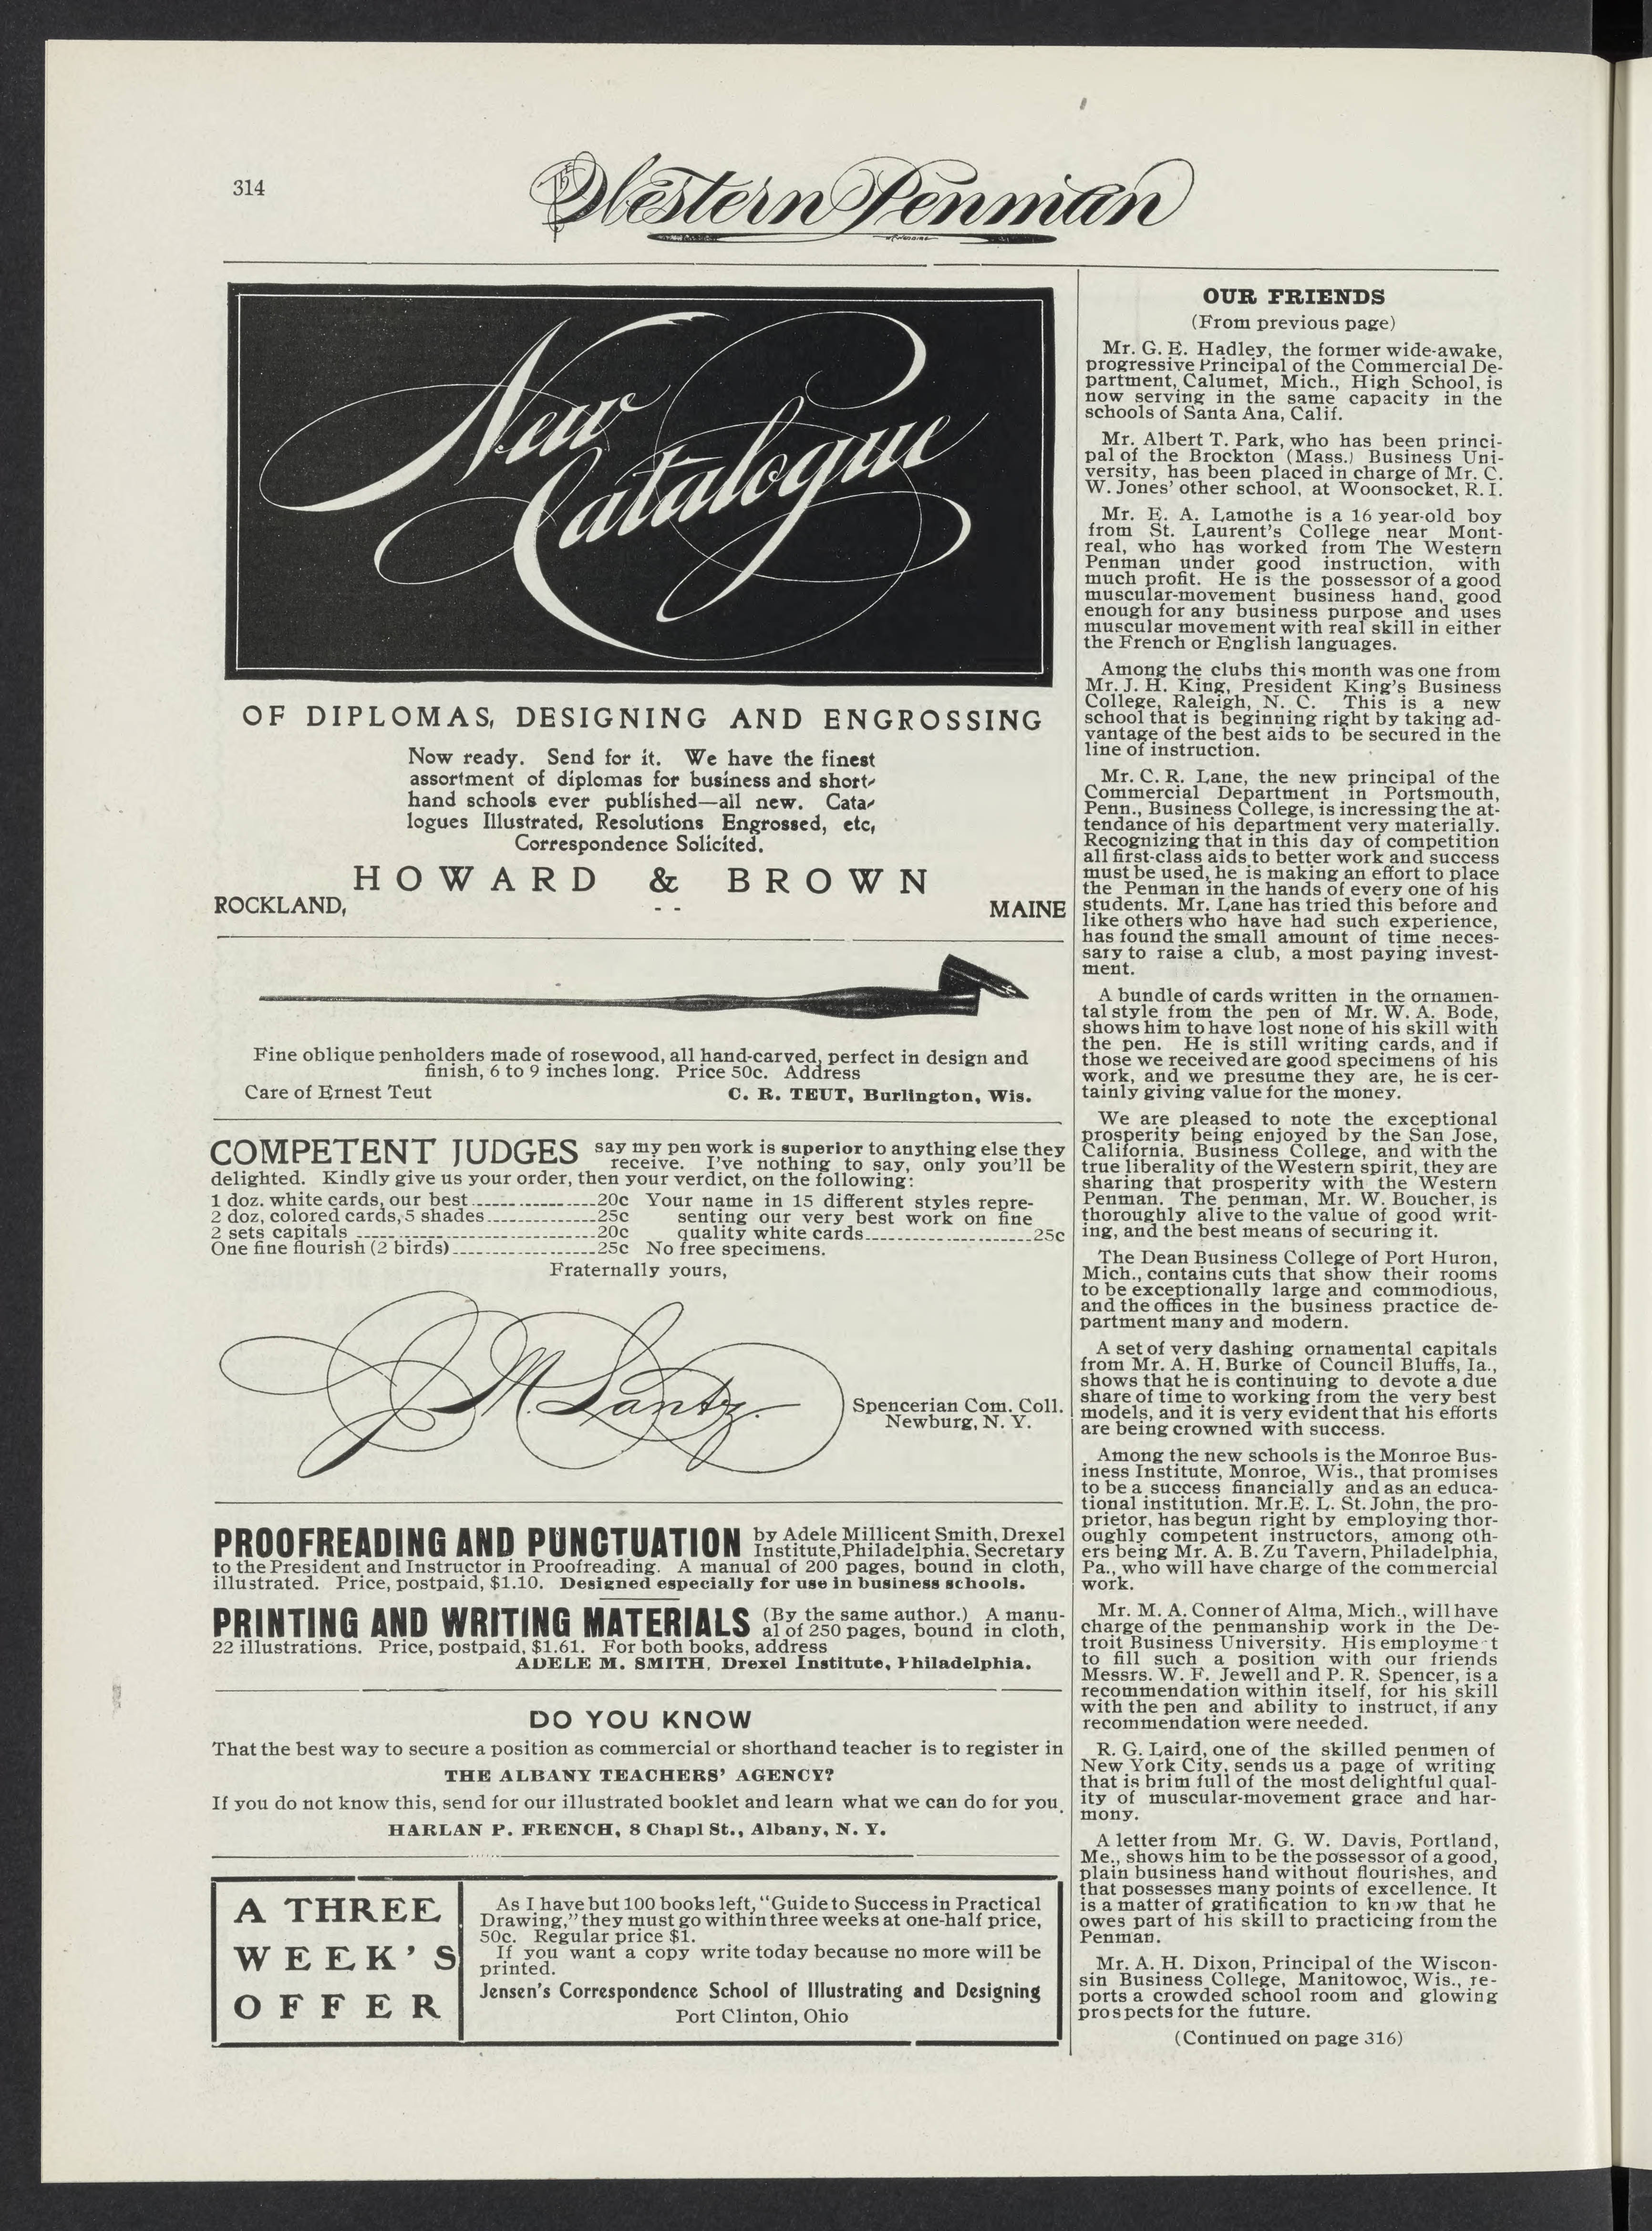 314
The Western Penman
New
Catalogue
OF DIPLOMAS, DESIGNING AND ENGROSSING
Now ready. Send for it. We have the finest
assortment of diplomas for business and short-
hand schools ever published—all new. Cata-
logues Illustrated, Resolutions Engrossed, etc,
Correspondence Solicited.
HOWARD & BROWN
ROCKLAND, - - MAINE
Fine oblique penholders made of rosewood, all hand-carved, perfect in design and
finish, 6 to 9 inches long. Price 50c. Address
Care of Ernest Teut C. R. TEUT, Burlington, Wis.
COMPETENT JUDGES say my pen work is superior to anything else they
receive. I've nothing to say, only you'll be
delighted. Kindly give us your order, then your verdict, on the following:
1 doz. white cards, our best 20c
2 doz, colored cards, 5 shades 25c
2 sets capitals 20c
One fine flourish (2 birds) 25c
Your name in 15 different styles repre-
senting our very best work on fine
quality white cards 25c
No free specimens.
Fraternally yours,
J M. Lantz.
Spencerian Com. Coll.
Newburg, N. Y.
PROOFREADING AND PUNCTUATION by Adele Millicent Smith, Drexel
Institute, Philadelphia, Secretary
to the President and Instructor in Proofreading. A manual of 200 pages, bound in cloth,
illustrated. Price, postpaid, $1.10. Designed especially for use in business schools.
PRINTING AND WRITING MATERIALS (By the same author.) A manu-
al of 250 pages, bound in cloth,
22 illustrations. Price, postpaid, $1.61. For both books, address
ADELE M. SMITH, Drexel Institute, Philadelphia.
DO YOU KNOW
That the best way to secure a position as commercial or shorthand teacher is to register in
THE ALBANY TEACHERS' AGENCY?
If you do not know this, send for our illustrated booklet and learn what we can do for you.
HARLAN P. FRENCH, 8 Chapl St., Albany, N. Y.
A THREE
WEEK'S
OFFER
As I have but 100 books left, "Guide to Success in Practical
Drawing," they must go within three weeks at one-half price,
50c. Regular price $1.
If you want a copy write today because no more will be
printed.
Jensen's Correspondence School of Illustrating and Designing
Port Clinton, Ohio
OUR FRIENDS
(From previous page)
Mr. G. E. Hadley, the former wide-awake,
progressive Principal of the Commercial De-
partment, Calumet, Mich., High School, is
now serving in the same capacity in the
schools of Santa Ana, Calif.
Mr. Albert T. Park, who has been princi-
pal of the Brockton (Mass.) Business Uni-
versity, has been placed in charge of Mr. C.
W. Jones' other school, at Woonsocket, R. I.
Mr. E. A. Lamothe is a 16 year-old boy
from St. Laurent's College near Mont-
real, who has worked from The Western
Penman under good instruction, with
much profit. He is the possessor of a good
muscular-movement business hand, good
enough for any business purpose and uses
muscular movement with real skill in either
the French or English languages.
Among the clubs this month was one from
Mr. J. H. King, President King's Business
College, Raleigh, N. C. This is a new
school that is beginning right by taking ad-
vantage of the best aids to be secured in the
line of instruction.
Mr. C. R. Lane, the new principal of the
Commercial Department in Portsmouth,
Penn., Business College, is incressing the at-
tendance of his department very materially.
Recognizing that in this day of competition
all first-class aids to better work and success
must be used, he is making an effort to place
the Penman in the hands of every one of his
students. Mr. Lane has tried this before and
like others who have had such experience,
has found the small amount of time neces-
sary to raise a club, a most paying invest-
ment.
A bundle of cards written in the ornamen-
tal style from the pen of Mr. W. A. Bode,
shows him to have lost none of his skill with
the pen. He is still writing cards, and if
those we received are good specimens of his
work, and we presume they are, he is cer-
tainly giving value for the money.
We are pleased to note the exceptional
prosperity being enjoyed by the San Jose,
California, Business College, and with the
true liberality of the Western spirit, they are
sharing that prosperity with the Western
Penman. The penman, Mr. W. Boucher, is
thoroughly alive to the value of good writ-
ing, and the best means of securing it.
The Dean Business College of Port Huron,
Mich., contains cuts that show their rooms
to be exceptionally large and commodious,
and the offices in the business practice de-
partment many and modern.
A set of very dashing ornamental capitals
from Mr. A. H. Burke of Council Bluffs, Ia.,
shows that he is continuing to devote a due
share of time to working from the very best
models, and it is very evident that his efforts
are being crowned with success.
Among the new schools is the Monroe Bus-
iness Institute, Monroe, Wis., that promises
to be a success financially and as an educa-
tional institution. Mr. E. L. St. John, the pro-
prietor, has begun right by employing thor-
oughly competent instructors, among oth-
ers being Mr. A. B. Zu Tavern, Philadelphia,
Pa., who will have charge of the commercial
work.
Mr. M. A. Conner of Alma, Mich., will have
charge of the penmanship work in the De-
troit Business University. His employme t
to fill such a position with our friends
Messrs. W. F. Jewell and P. R. Spencer, is a
recommendation within itself, for his skill
with the pen and ability to instruct, if any
recommendation were needed.
R. G. Laird, one of the skilled penmen of
New York City, sends us a page of writing
that is brim full of the most delightful qual-
ity of muscular-movement grace and har-
mony.
A letter from Mr. G. W. Davis, Portland,
Me., shows him to be the possessor of a good,
plain business hand without flourishes, and
that possesses many points of excellence. It
is a matter of gratification to know that he
owes part of his skill to practicing from the
Penman.
Mr. A. H. Dixon, Principal of the Wiscon-
sin Business College, Manitowoc, Wis., re-
ports a crowded school room and glowing
prospects for the future.
(Continued on page 316)